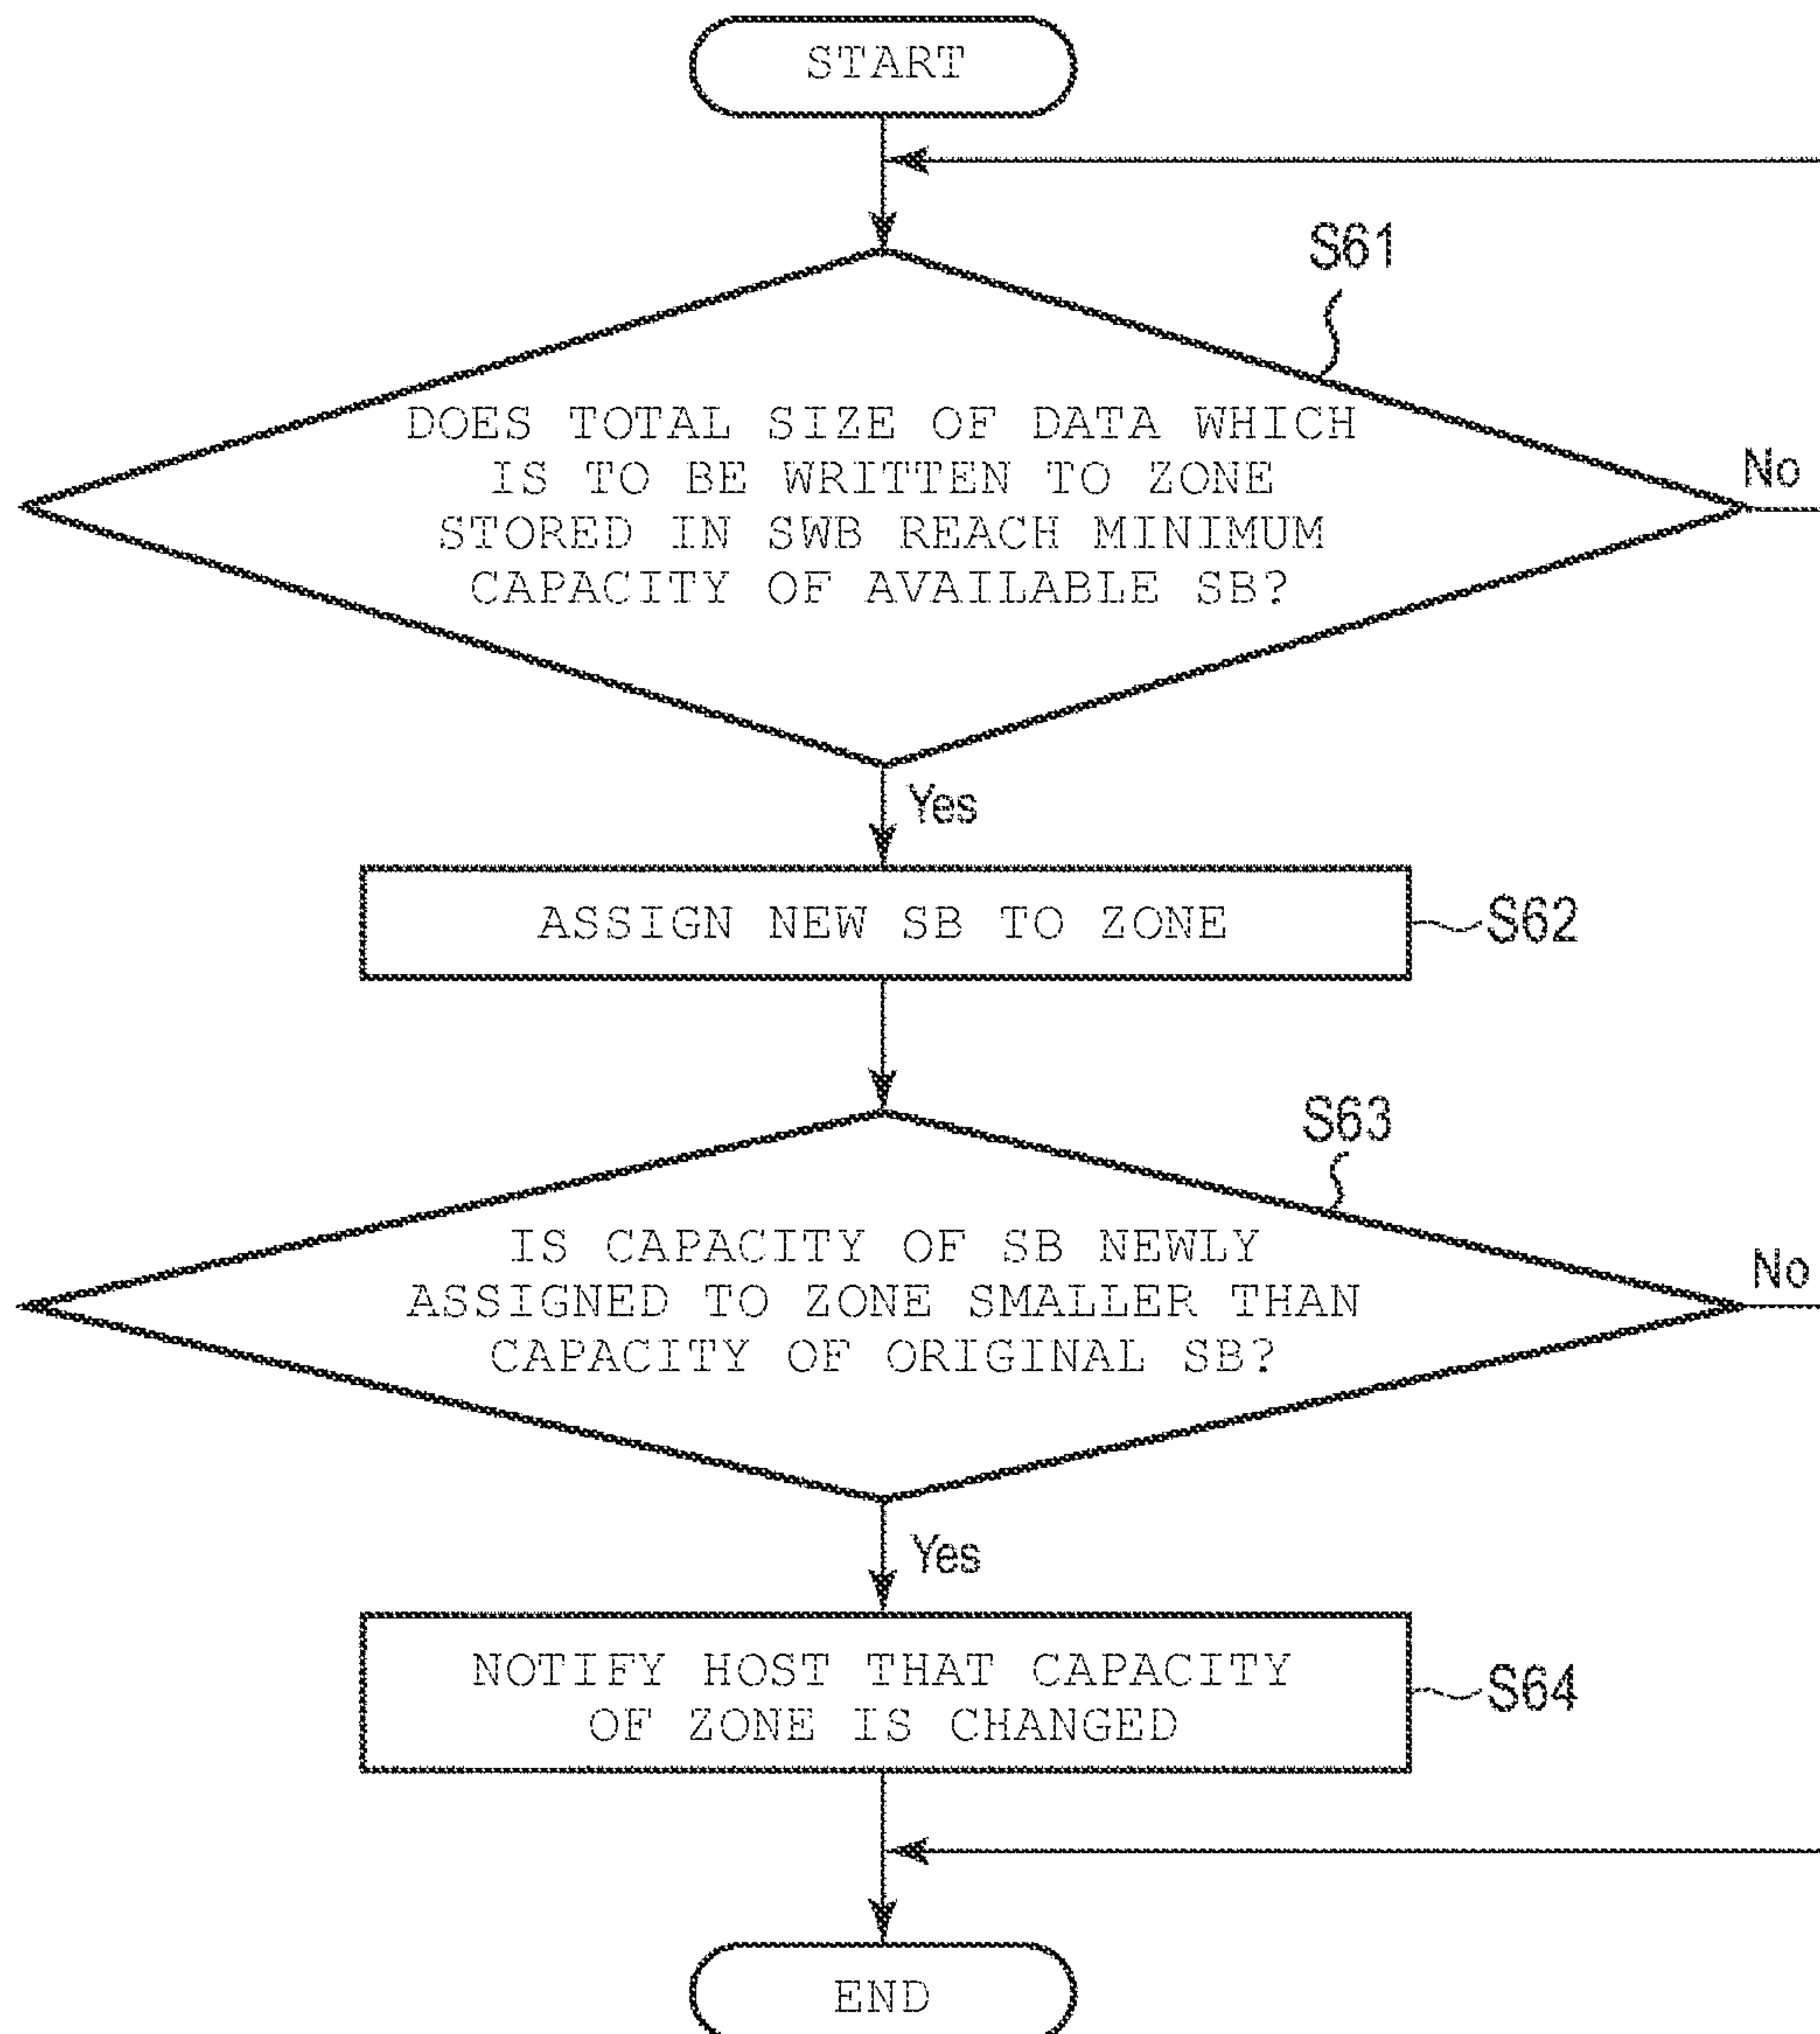 START
S61
DOES TOTAL SIZE OF DATA WHICH
IS TO BE WRITTEN TO ZONE
STORED IN SWB REACH MINIMUM
CAPACITY OF AVAILABLE SB?
No
Yes
ASSIGN NEW SB TO ZONE
S62
S63
IS CAPACITY OF SB NEWLY
ASSIGNED TO ZONE SMALLER THAN
CAPACITY OF ORIGINAL SB?
No
Yes
NOTIFY HOST THAT CAPACITY
OF ZONE IS CHANGED
S64
END